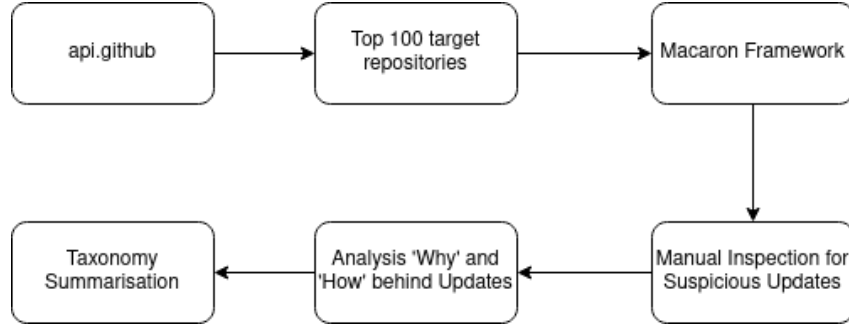 api.github
Top 100 target
repositories
Macaron Framework
Taxonomy
Summarisation
Analysis 'Why' and
'How' behind Updates
Manual Inspection for
Suspicious Updates